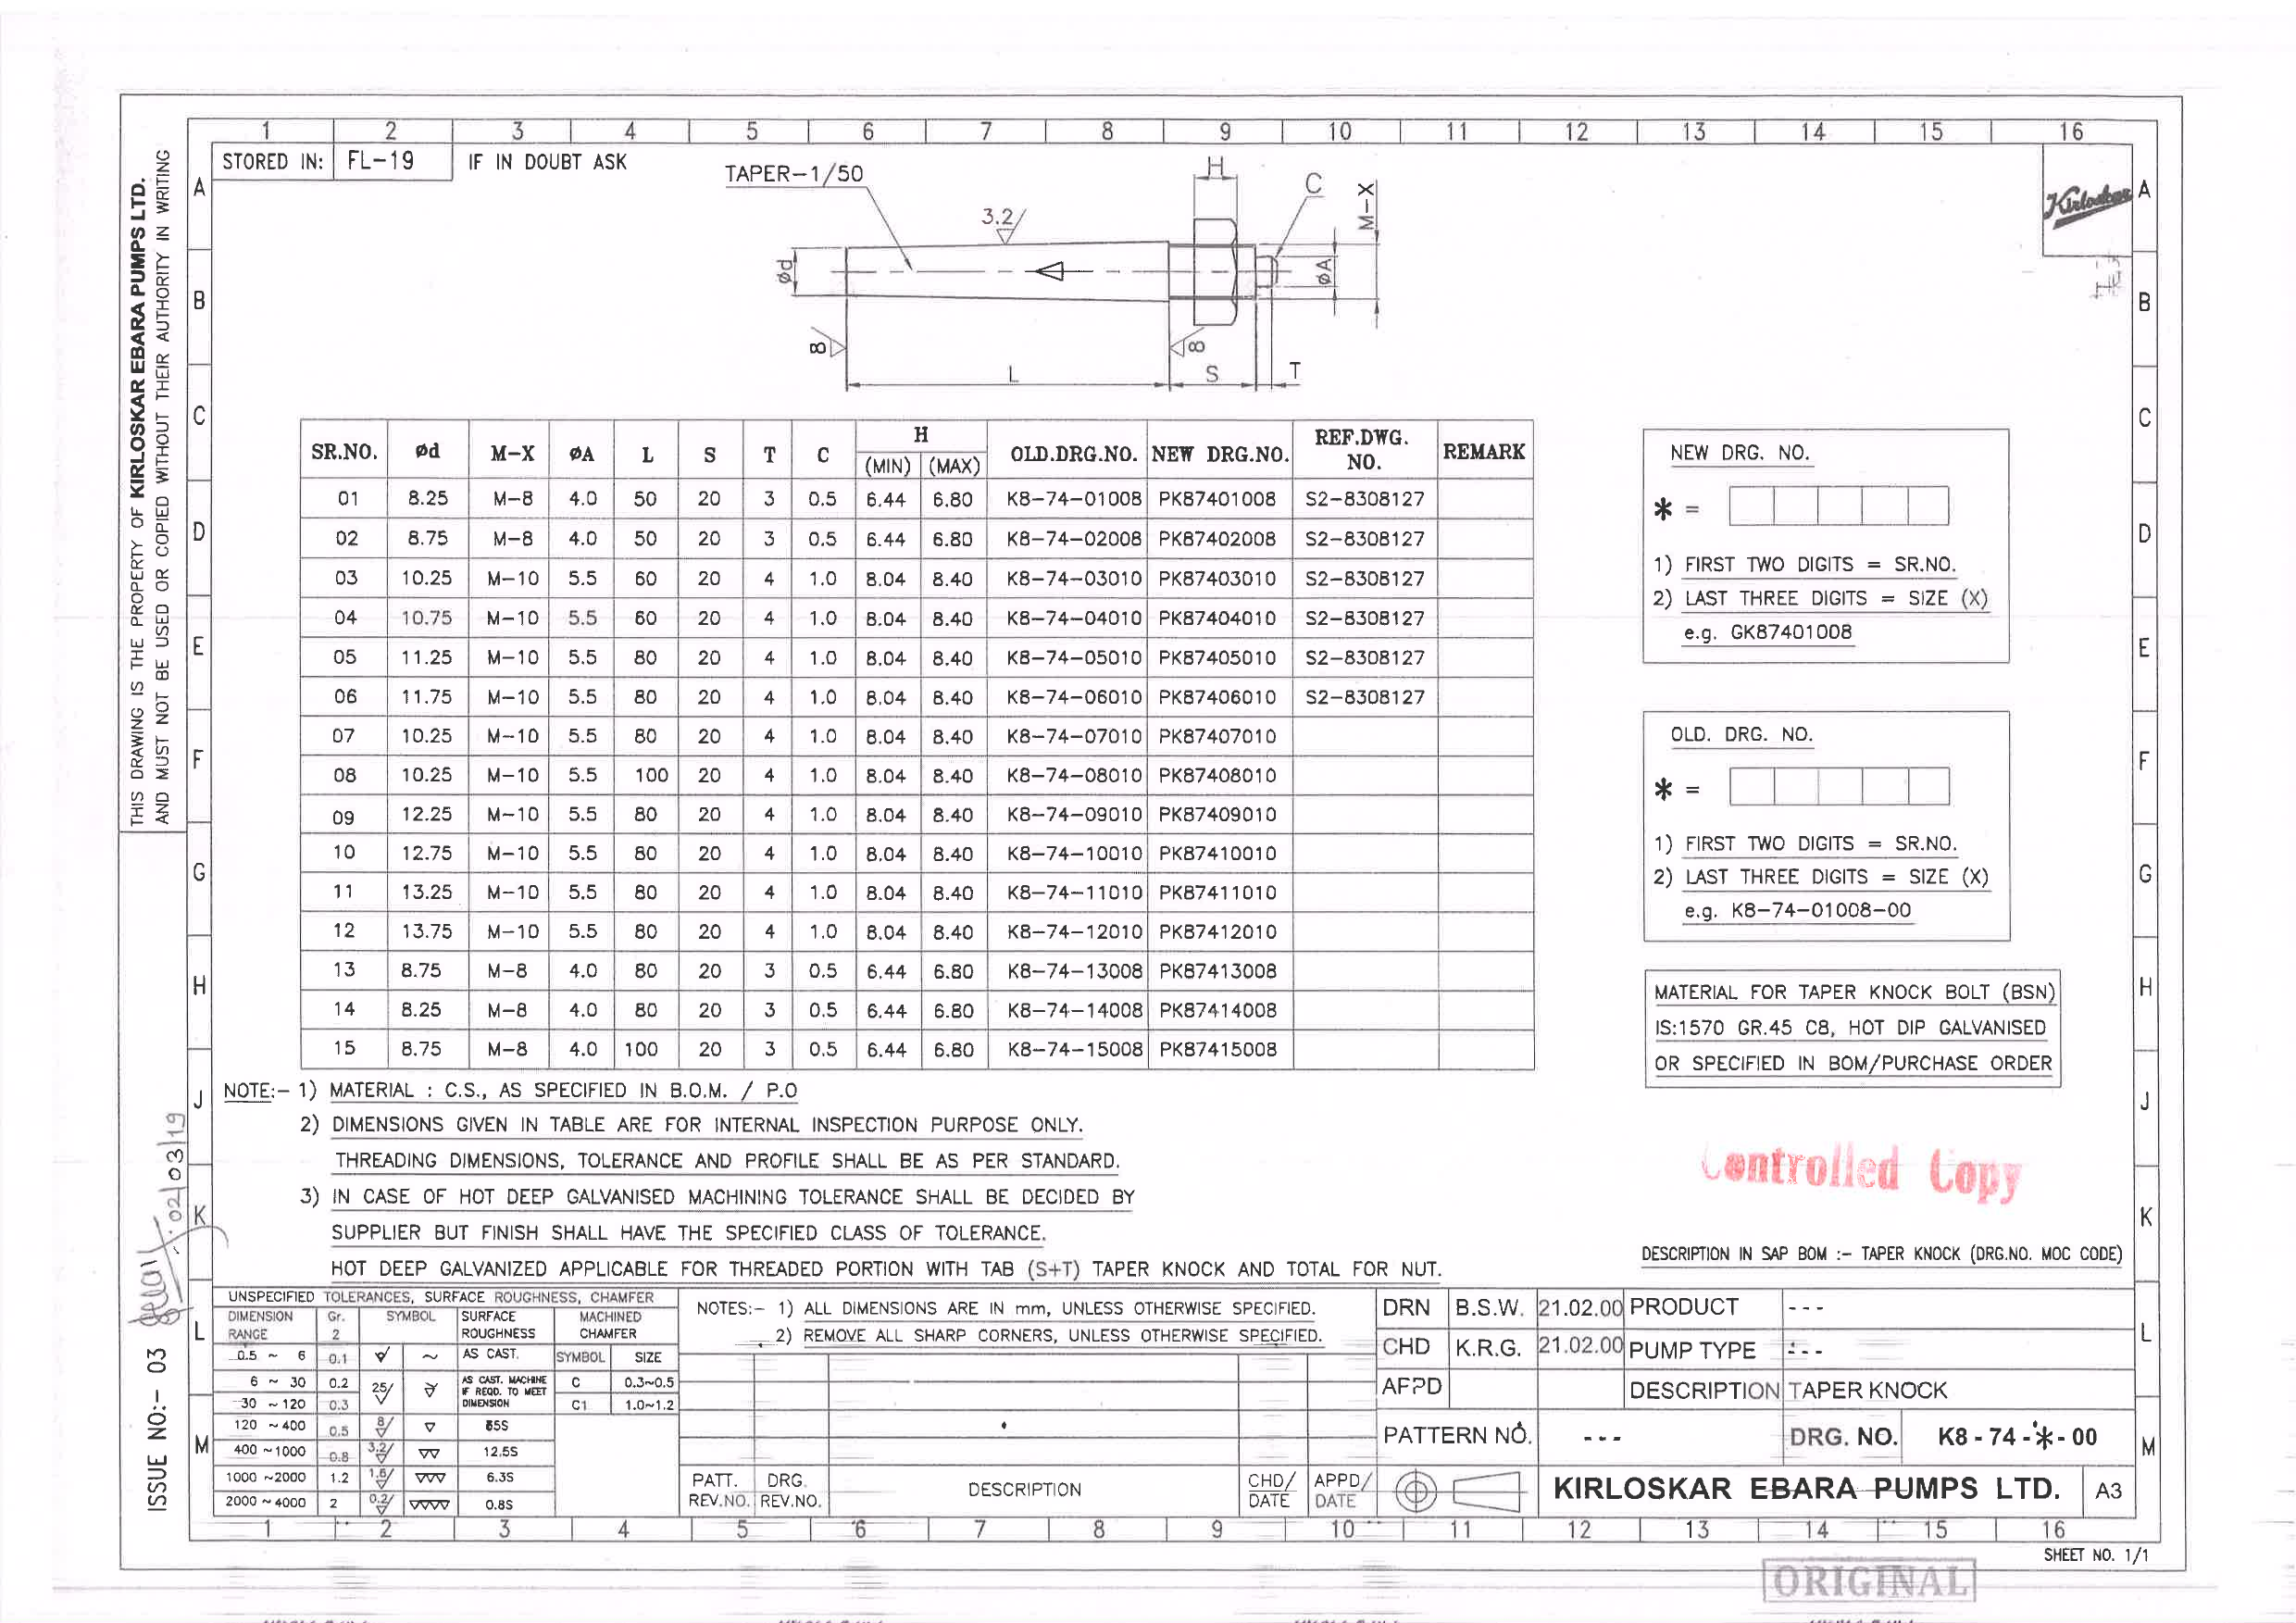 1 2 3 4 5 6 7 8 9 10 11 12 13 14 15 16
STORED IN: FL-19 IF IN DOUBT ASK
Kirloskar
THIS DRAWING IS THE PROPERTY OF KIRLOSKAR EBARA PUMPS LTD.
AND MUST NOT BE USED OR COPIED WITHOUT THEIR AUTHORITY IN WRITING
A B C D E F G H J K L M
TAPER-1/50
3.2
H
C
M-X
ød
øA
8
8
L
S
T
SR.NO. ød M-X øA L S T C H (MIN) (MAX) OLD.DRG.NO. NEW DRG.NO. REF.DWG. NO. REMARK
01 8.25 M-8 4.0 50 20 3 0.5 6.44 6.80 K8-74-01008 PK87401008 S2-8308127
02 8.75 M-8 4.0 50 20 3 0.5 6.44 6.80 K8-74-02008 PK87402008 S2-8308127
03 10.25 M-10 5.5 60 20 4 1.0 8.04 8.40 K8-74-03010 PK87403010 S2-8308127
04 10.75 M-10 5.5 60 20 4 1.0 8.04 8.40 K8-74-04010 PK87404010 S2-8308127
05 11.25 M-10 5.5 80 20 4 1.0 8.04 8.40 K8-74-05010 PK87405010 S2-8308127
06 11.75 M-10 5.5 80 20 4 1.0 8.04 8.40 K8-74-06010 PK87406010 S2-8308127
07 10.25 M-10 5.5 80 20 4 1.0 8.04 8.40 K8-74-07010 PK87407010
08 10.25 M-10 5.5 100 20 4 1.0 8.04 8.40 K8-74-08010 PK87408010
09 12.25 M-10 5.5 80 20 4 1.0 8.04 8.40 K8-74-09010 PK87409010
10 12.75 M-10 5.5 80 20 4 1.0 8.04 8.40 K8-74-10010 PK87410010
11 13.25 M-10 5.5 80 20 4 1.0 8.04 8.40 K8-74-11010 PK87411010
12 13.75 M-10 5.5 80 20 4 1.0 8.04 8.40 K8-74-12010 PK87412010
13 8.75 M-8 4.0 80 20 3 0.5 6.44 6.80 K8-74-13008 PK87413008
14 8.25 M-8 4.0 80 20 3 0.5 6.44 6.80 K8-74-14008 PK87414008
15 8.75 M-8 4.0 100 20 3 0.5 6.44 6.80 K8-74-15008 PK87415008
NEW DRG. NO.
* =
1) FIRST TWO DIGITS = SR.NO.
2) LAST THREE DIGITS = SIZE (X)
e.g. GK87401008
OLD. DRG. NO.
* =
1) FIRST TWO DIGITS = SR.NO.
2) LAST THREE DIGITS = SIZE (X)
e.g. K8-74-01008-00
MATERIAL FOR TAPER KNOCK BOLT (BSN)
IS:1570 GR.45 C8, HOT DIP GALVANISED
OR SPECIFIED IN BOM/PURCHASE ORDER
NOTE:- 1) MATERIAL : C.S., AS SPECIFIED IN B.O.M. / P.O
2) DIMENSIONS GIVEN IN TABLE ARE FOR INTERNAL INSPECTION PURPOSE ONLY.
THREADING DIMENSIONS, TOLERANCE AND PROFILE SHALL BE AS PER STANDARD.
3) IN CASE OF HOT DEEP GALVANISED MACHINING TOLERANCE SHALL BE DECIDED BY
SUPPLIER BUT FINISH SHALL HAVE THE SPECIFIED CLASS OF TOLERANCE.
HOT DEEP GALVANIZED APPLICABLE FOR THREADED PORTION WITH TAB (S+T) TAPER KNOCK AND TOTAL FOR NUT.
Controlled Copy
DESCRIPTION IN SAP BOM :- TAPER KNOCK (DRG.NO. MOC CODE)
02/03/19
ISSUE NO:- 03
UNSPECIFIED TOLERANCES, SURFACE ROUGHNESS, CHAMFER
DIMENSION RANGE Gr. 2 SYMBOL SURFACE ROUGHNESS MACHINED CHAMFER
0.5 ~ 6 0.1 ~ AS CAST. SYMBOL SIZE
6 ~ 30 0.2 25 AS CAST. MACHINE IF REQD. TO MEET DIMENSION C 0.3~0.5
30 ~ 120 0.3 C1 1.0~1.2
120 ~ 400 0.5 8 ▽
400 ~ 1000 0.8 3.2 ▽▽ 12.5S
1000 ~2000 1.2 1.6 ▽▽▽ 6.3S
2000 ~ 4000 2 0.2 ▽▽▽▽ 0.8S
NOTES:- 1) ALL DIMENSIONS ARE IN mm, UNLESS OTHERWISE SPECIFIED.
2) REMOVE ALL SHARP CORNERS, UNLESS OTHERWISE SPECIFIED.
PATT. REV.NO. DRG. REV.NO. DESCRIPTION CHD/ DATE APPD/ DATE
DRN B.S.W. 21.02.00 PRODUCT ---
CHD K.R.G. 21.02.00 PUMP TYPE ---
APPD DESCRIPTION TAPER KNOCK
PATTERN NO. --- DRG. NO. K8 - 74 - * - 00
KIRLOSKAR EBARA PUMPS LTD. A3
1 2 3 4 5 6 7 8 9 10 11 12 13 14 15 16
SHEET NO. 1/1
ORIGINAL